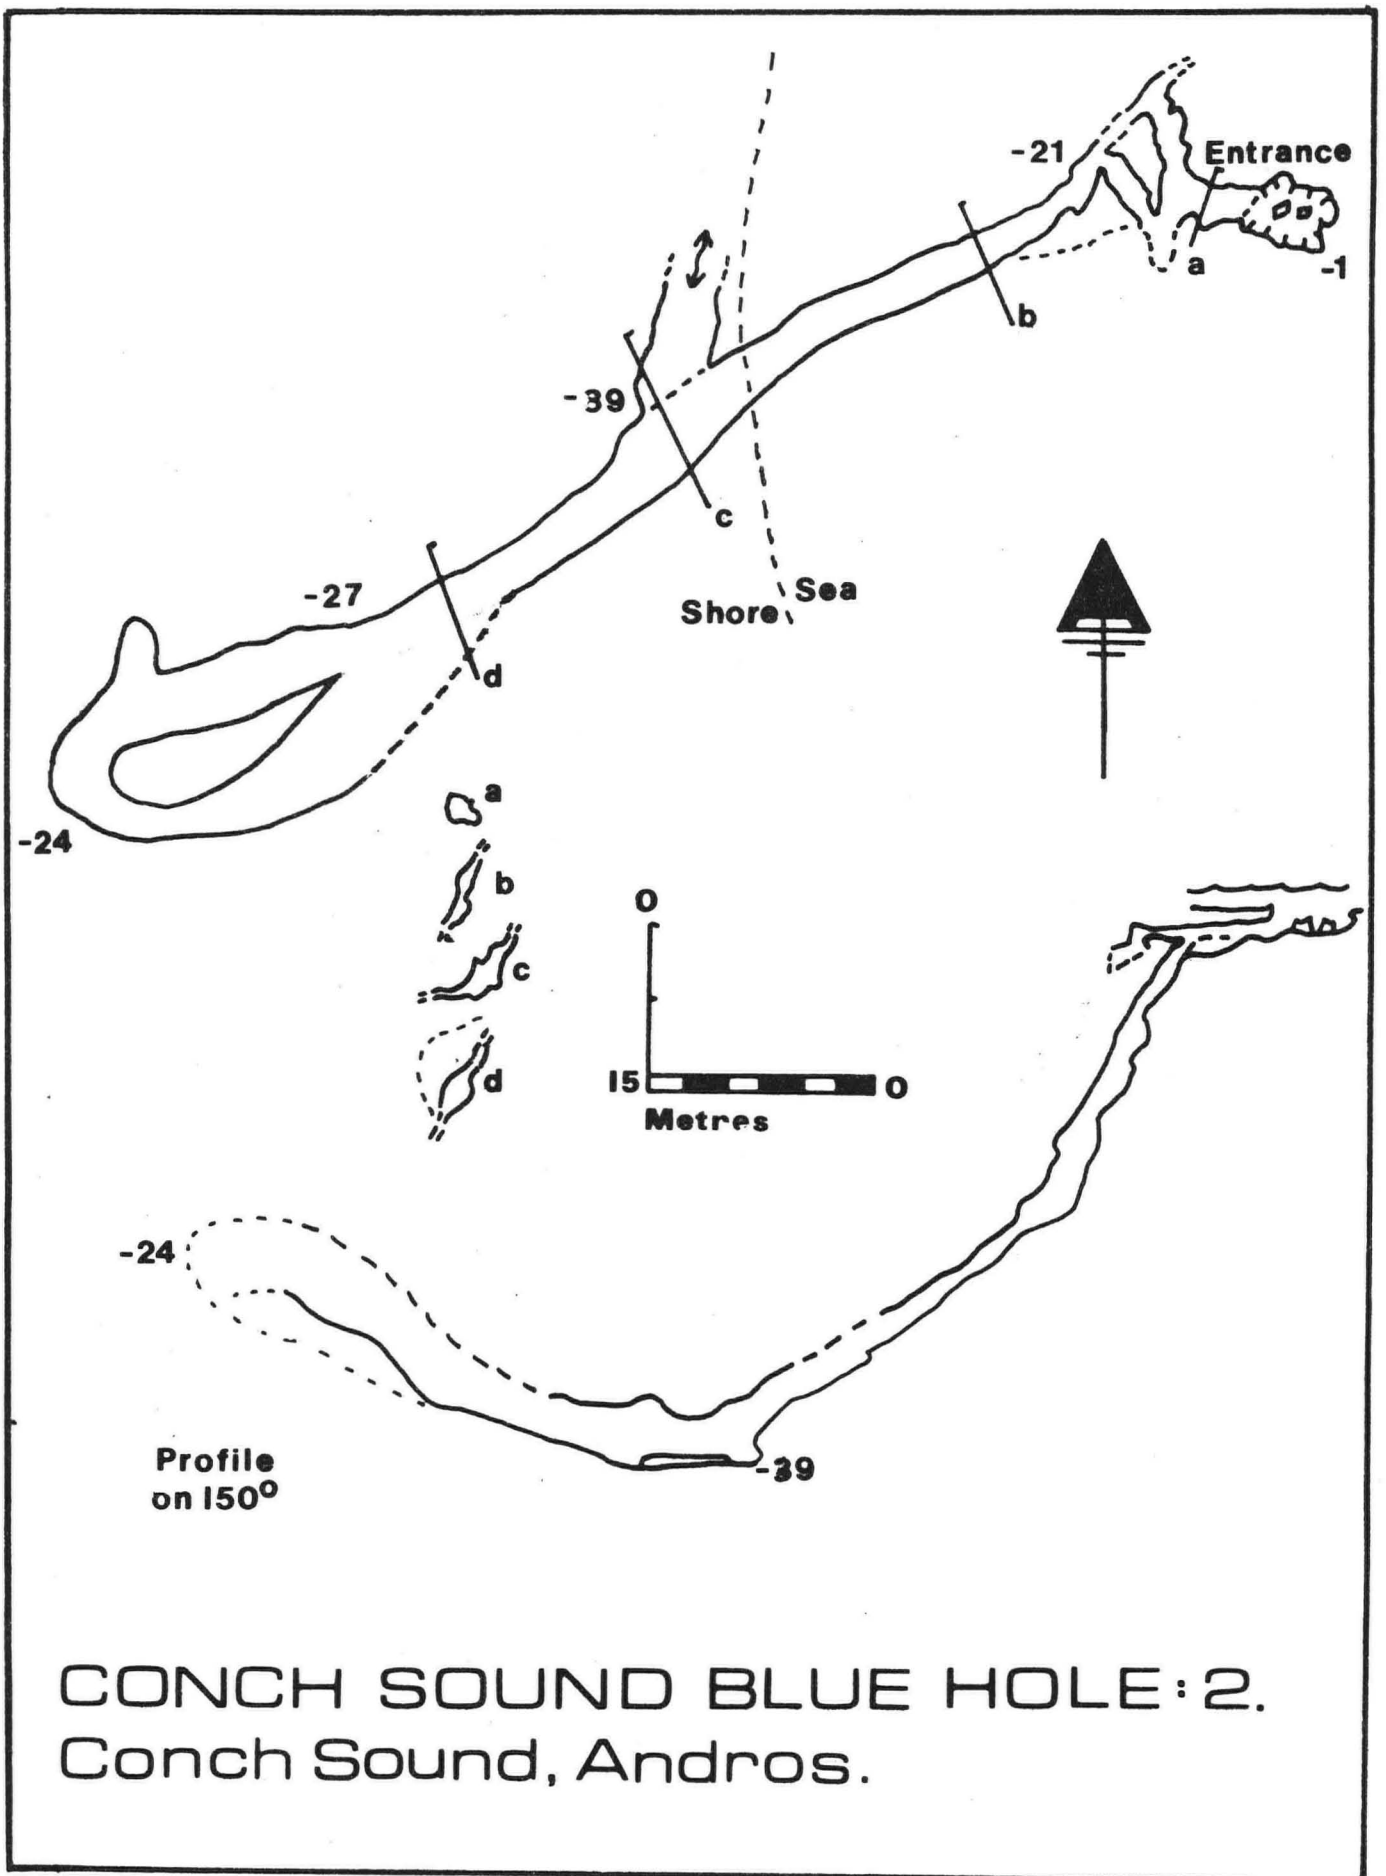 -21
Entrance
a
-1
b
-39
c
-27
Shore
Sea
d
-24
a
b
c
d
0
15
0
Metres
-24
-39
Profile
on 150°
CONCH SOUND BLUE HOLE:2.
Conch Sound, Andros.